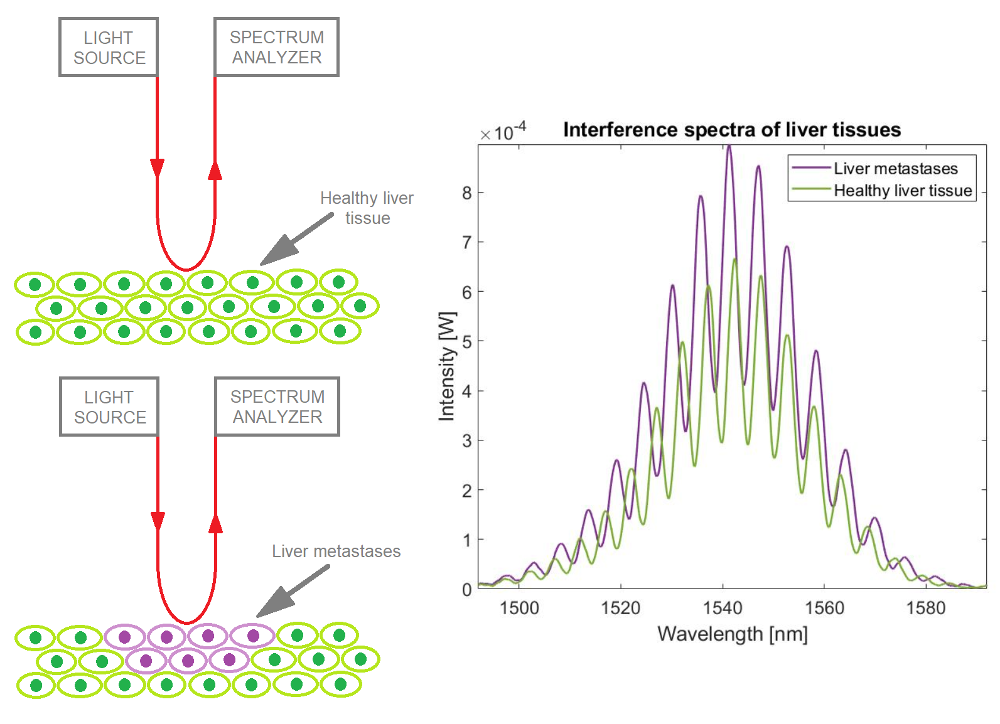 LIGHT
SOURCE
SPECTRUM
ANALYZER
Healthy liver
tissue
LIGHT
SOURCE
SPECTRUM
ANALYZER
Liver metastases
×10-4
Interference spectra of liver tissues
Liver metastases
Healthy liver tissue
8
7
6
5
4
3
2
1
0
Intensity [W]
1500 1520 1540 1560 1580
Wavelength [nm]